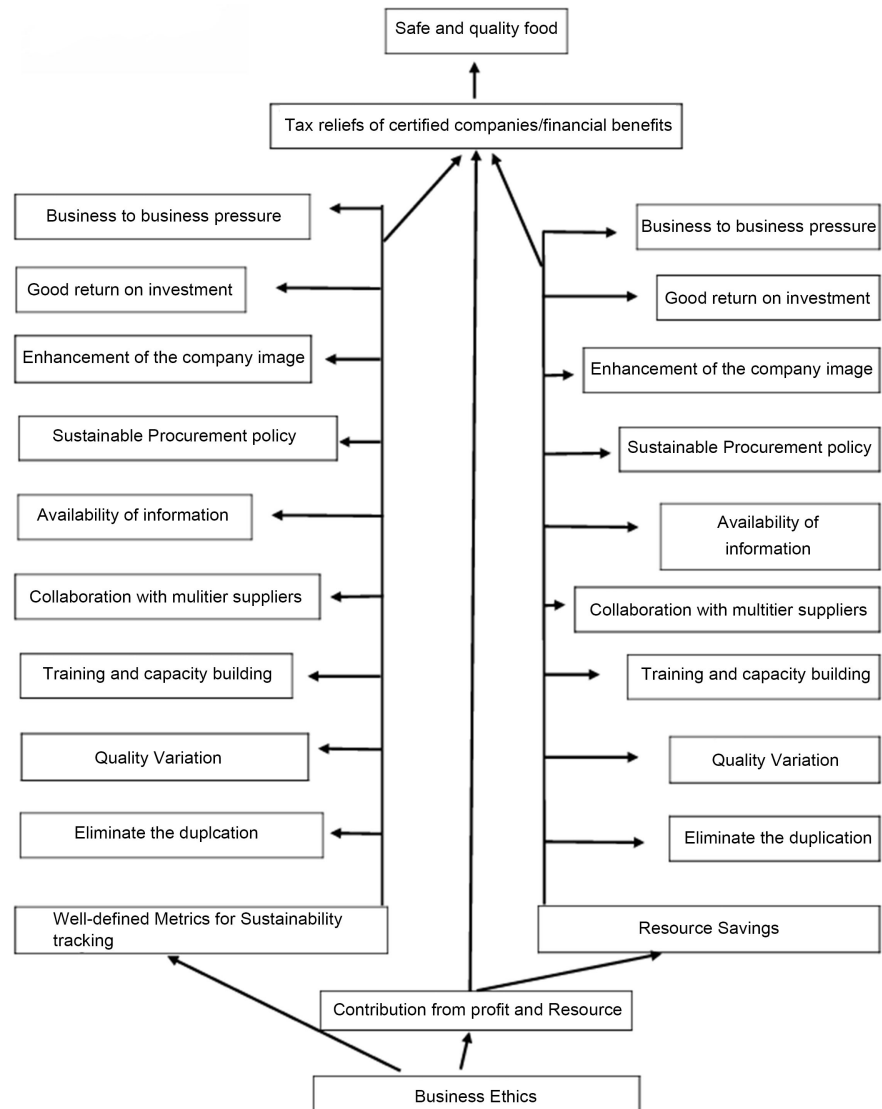 Safe and quality food
Tax reliefs of certified companies/financial benefits
Business to business pressure
Business to business pressure
Good return on investment
Good return on investment
Enhancement of the company image
Enhancement of the company image
Sustainable Procurement policy
Sustainable Procurement policy
Availability of information
Availability of
information
Collaboration with mulitier suppliers
Collaboration with multitier suppliers
Training and capacity building
Training and capacity building
Quality Variation
Quality Variation
Eliminate the duplcation
Eliminate the duplication
Well-defined Metrics for Sustainability
tracking
Resource Savings
Contribution from profit and Resource
Business Ethics